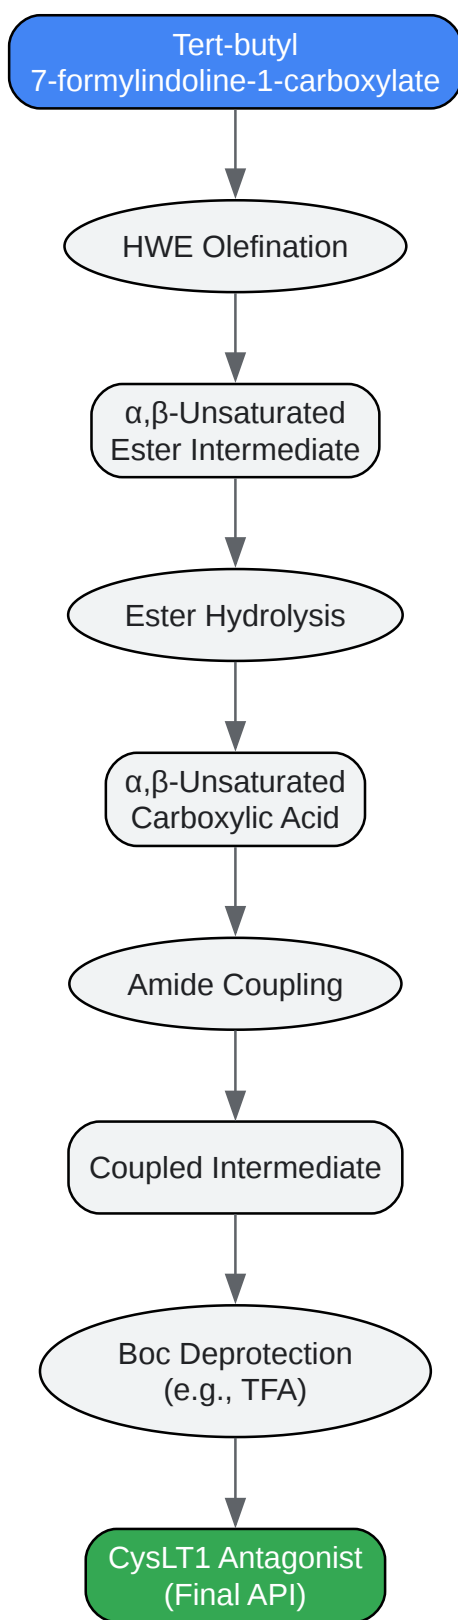 Tert-butyl
7-formylindoline-1-carboxylate
HWE Olefination
α,β-Unsaturated
Ester Intermediate
Ester Hydrolysis
α,β-Unsaturated
Carboxylic Acid
Amide Coupling
Coupled Intermediate
Boc Deprotection
(e.g., TFA)
CysLT1 Antagonist
(Final API)